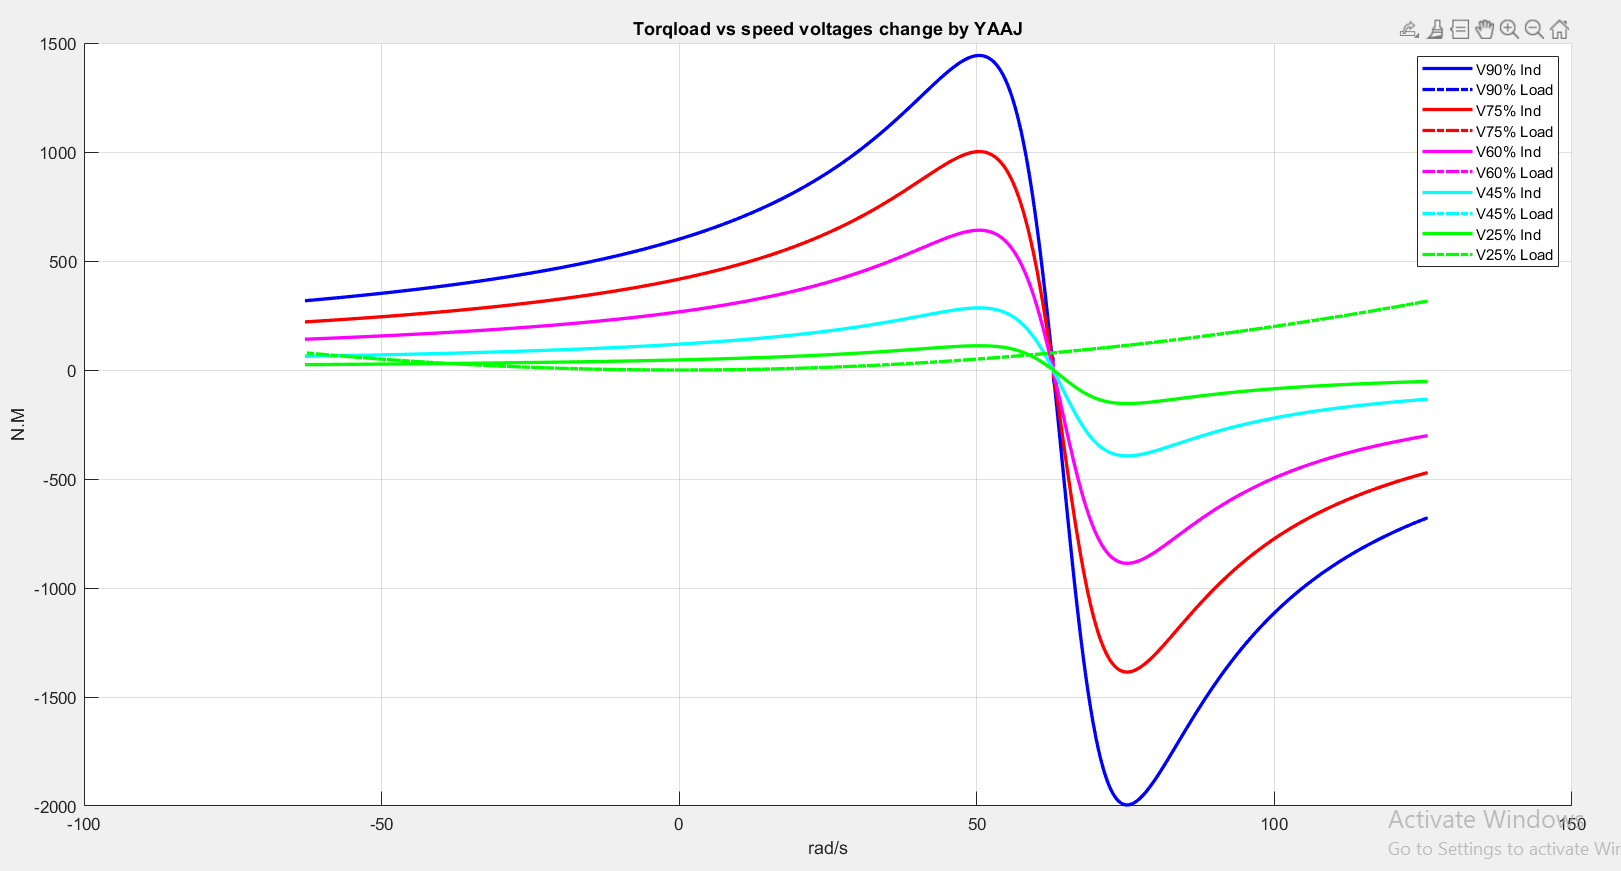 Torqload vs speed voltages change by YAAJ
1500
1000
500
0
-500
-1000
-1500
-2000
N.M
V90% Ind
V90% Load
V75% Ind
V75% Load
V60% Ind
V60% Load
V45% Ind
V45% Load
V25% Ind
V25% Load
-100 -50 0 50 100 150
rad/s
Activate Windows
Go to Settings to activate Win